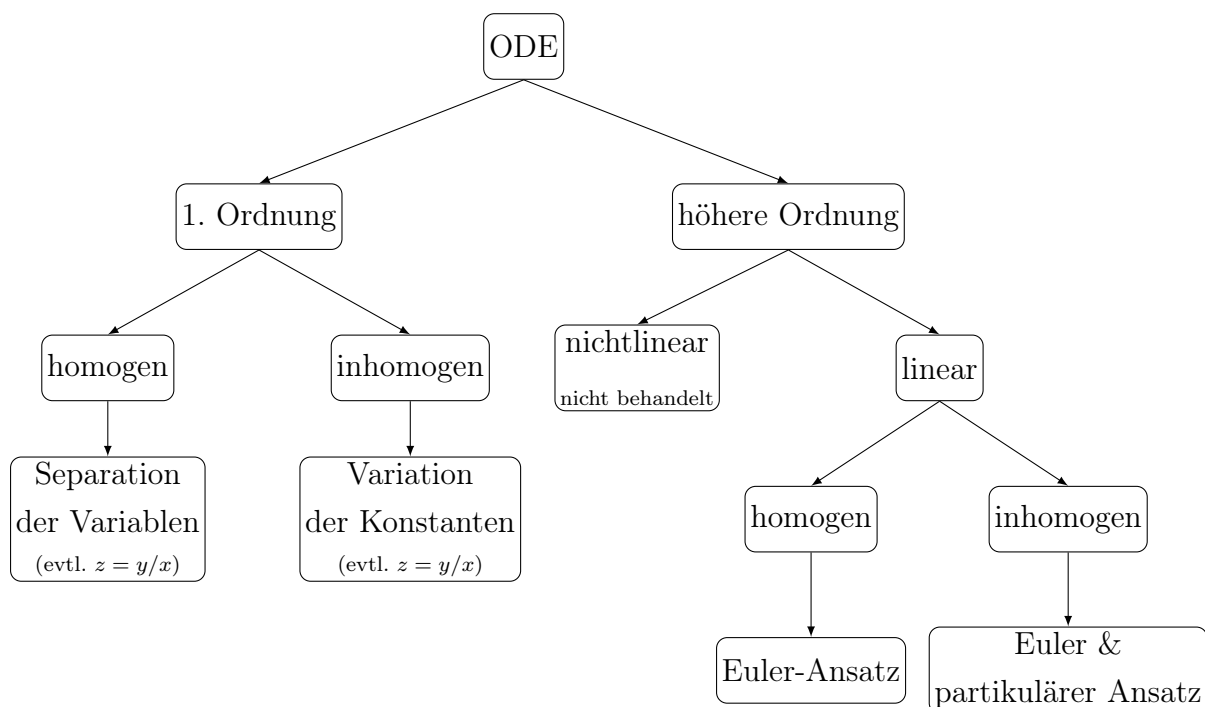 ODE
1. Ordnung
höhere Ordnung
homogen
inhomogen
nichtlinear
nicht behandelt
linear
Separation
der Variablen
(evtl. z = y/x)
Variation
der Konstanten
(evtl. z = y/x)
homogen
inhomogen
Euler-Ansatz
Euler &
partikulärer Ansatz